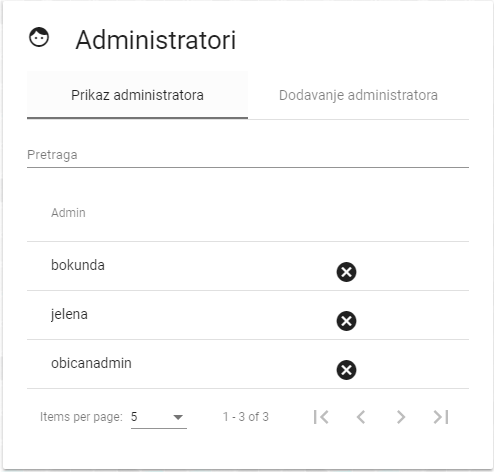 Administratori
Prikaz administratora
Dodavanje administratora
Pretraga
Admin
bokunda
jelena
obicanadmin
Items per page: 5
1 - 3 of 3